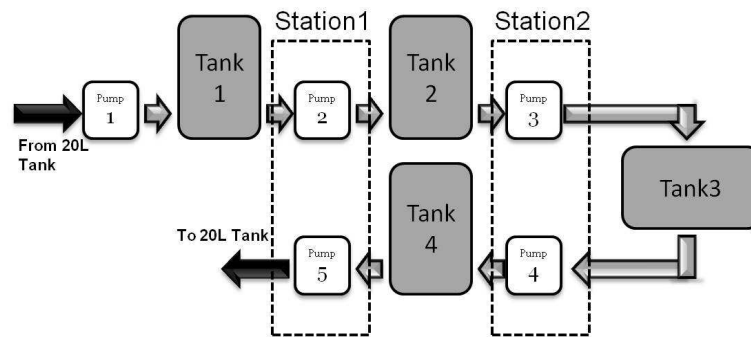 Station1
Station2
Pump
1
Tank
1
Pump
2
Tank
2
Pump
3
From 20L
Tank
Tank3
To 20L Tank
Pump
5
Tank
4
Pump
4